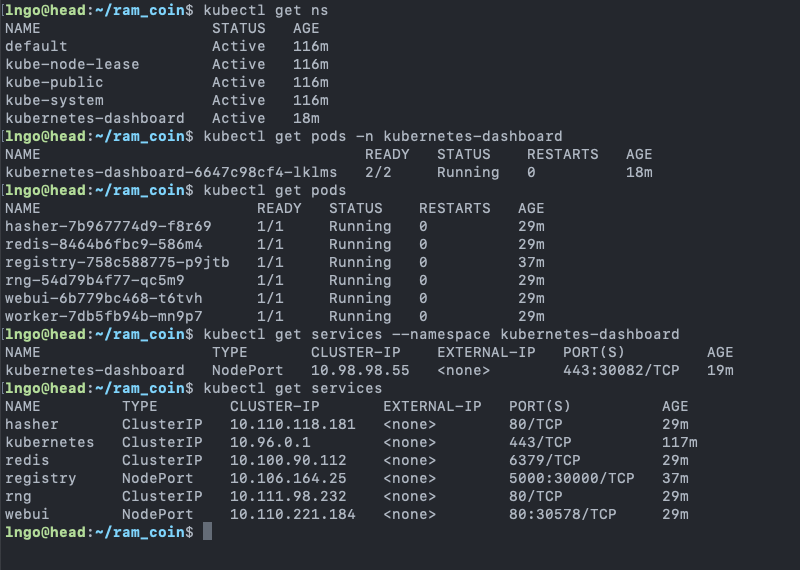 lngo@head:~/ram_coin$ kubectl get ns
NAME STATUS AGE
default Active 116m
kube-node-lease Active 116m
kube-public Active 116m
kube-system Active 116m
kubernetes-dashboard Active 18m
lngo@head:~/ram_coin$ kubectl get pods -n kubernetes-dashboard
NAME READY STATUS RESTARTS AGE
kubernetes-dashboard-6647c98cf4-lklms 2/2 Running 0 18m
lngo@head:~/ram_coin$ kubectl get pods
NAME READY STATUS RESTARTS AGE
hasher-7b967774d9-f8r69 1/1 Running 0 29m
redis-8464b6fbc9-586m4 1/1 Running 0 29m
registry-758c588775-p9jtb 1/1 Running 0 37m
rng-54d79b4f77-qc5m9 1/1 Running 0 29m
webui-6b779bc468-t6tvh 1/1 Running 0 29m
worker-7db5fb94b-mn9p7 1/1 Running 0 29m
lngo@head:~/ram_coin$ kubectl get services --namespace kubernetes-dashboard
NAME TYPE CLUSTER-IP EXTERNAL-IP PORT(S) AGE
kubernetes-dashboard NodePort 10.98.98.55 <none> 443:30082/TCP 19m
lngo@head:~/ram_coin$ kubectl get services
NAME TYPE CLUSTER-IP EXTERNAL-IP PORT(S) AGE
hasher ClusterIP 10.110.118.181 <none> 80/TCP 29m
kubernetes ClusterIP 10.96.0.1 <none> 443/TCP 117m
redis ClusterIP 10.100.90.112 <none> 6379/TCP 29m
registry NodePort 10.106.164.25 <none> 5000:30000/TCP 37m
rng ClusterIP 10.111.98.232 <none> 80/TCP 29m
webui NodePort 10.110.221.184 <none> 80:30578/TCP 29m
lngo@head:~/ram_coin$